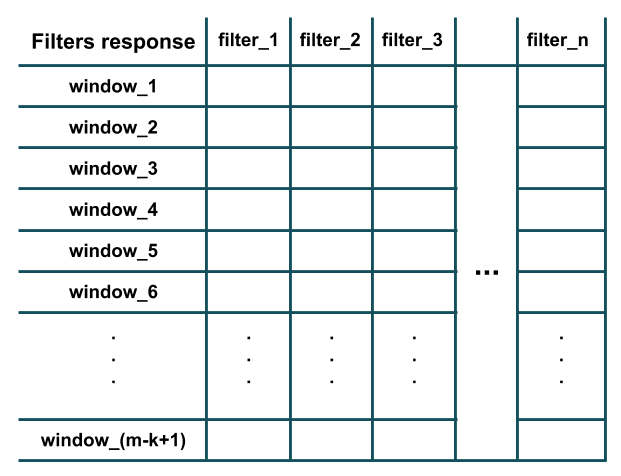 Filters response filter_1 filter_2 filter_3 filter_n
window_1
window_2
window_3
window_4
window_5
window_6
...
. . . . .
. . . . .
. . . . .
window_(m-k+1)